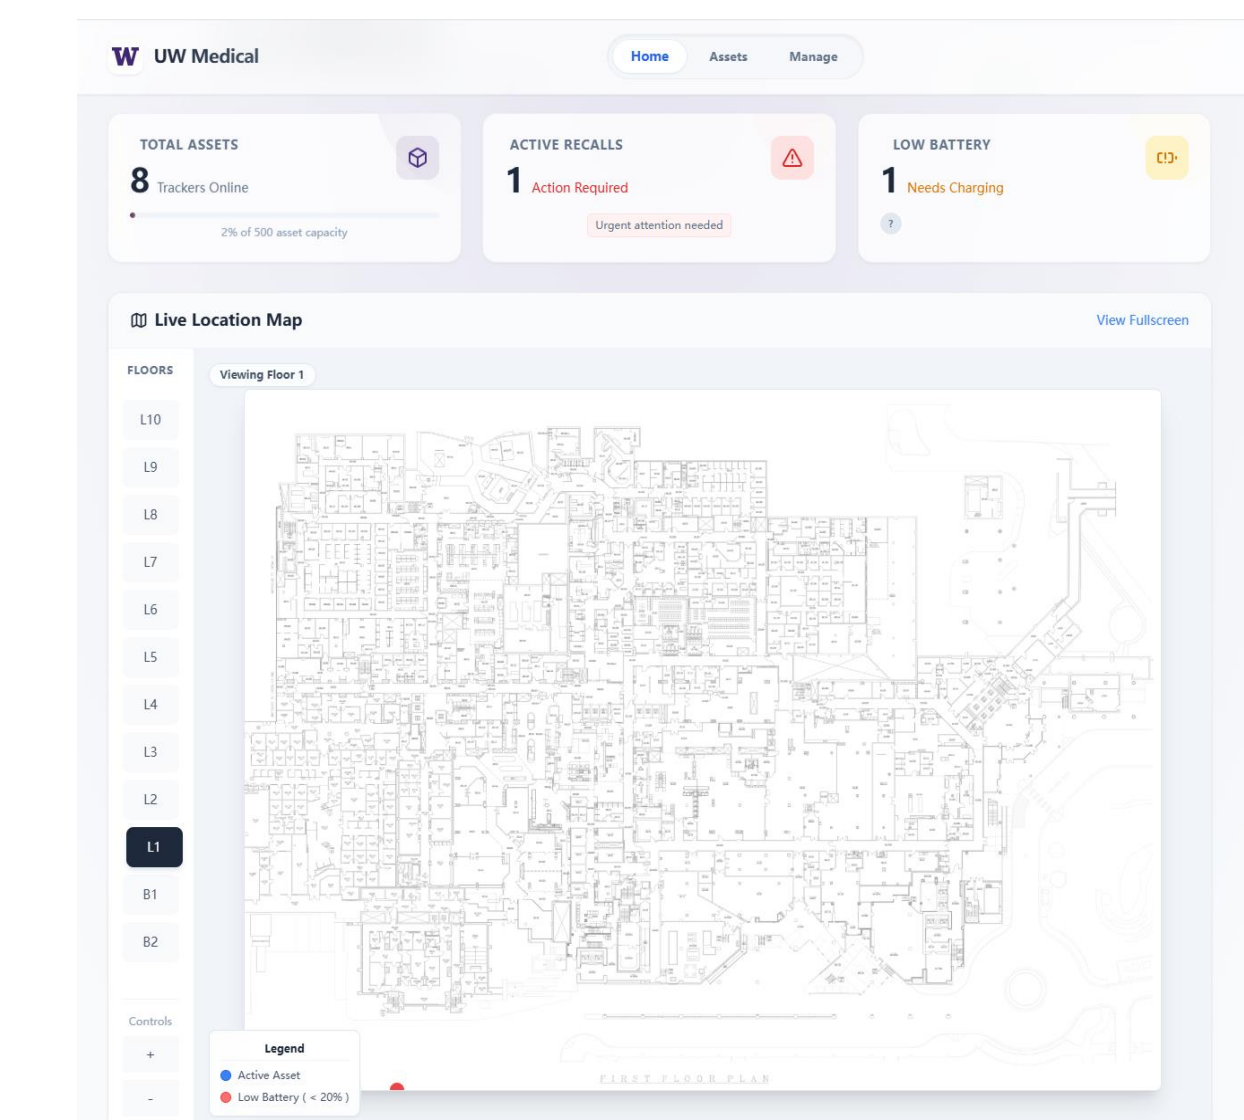 W UW Medical
Home Assets Manage
TOTAL ASSETS
8 Trackers Online
2% of 500 asset capacity
ACTIVE RECALLS
1 Action Required
Urgent attention needed
LOW BATTERY
1 Needs Charging
?
Live Location Map
View Fullscreen
FLOORS
L10
L9
L8
L7
L6
L5
L4
L3
L2
L1
B1
B2
Controls
+
-
Viewing Floor 1
FIRST FLOOR PLAN
Legend
Active Asset
Low Battery ( < 20% )